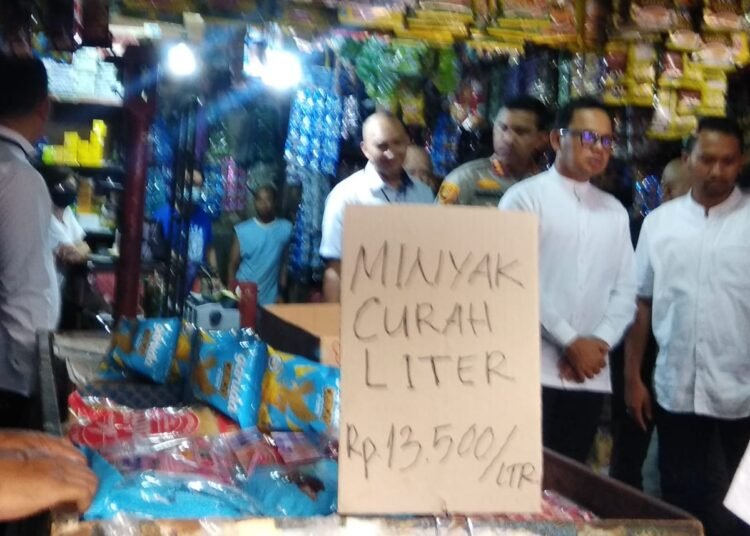 MINYAK
CURAH
LITER
Rp.13.500/LTR